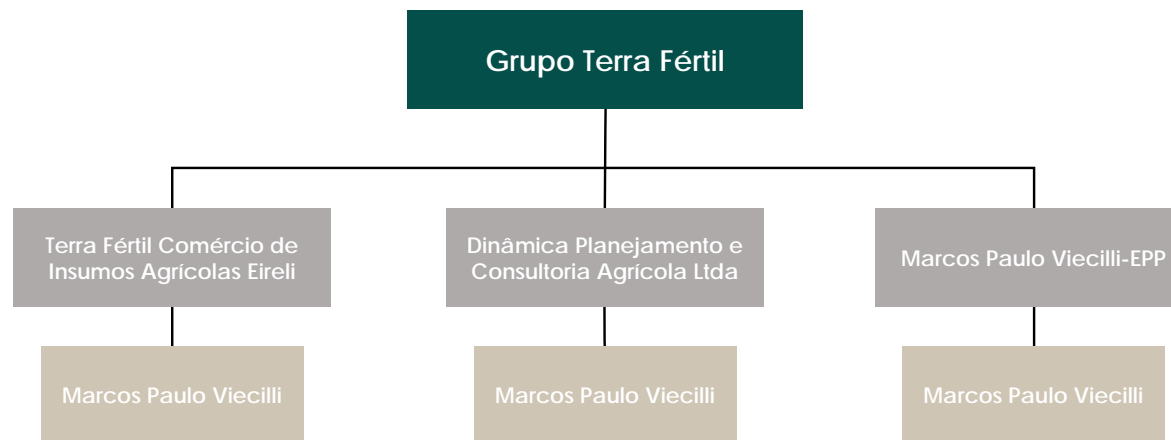 Grupo Terra Fértil
Terra Fértil Comércio de
Insumos Agrícolas Eireli
Dinâmica Planejamento e
Consultoria Agrícola Ltda
Marcos Paulo Viecilli-EPP
Marcos Paulo Viecilli
Marcos Paulo Viecilli
Marcos Paulo Viecilli